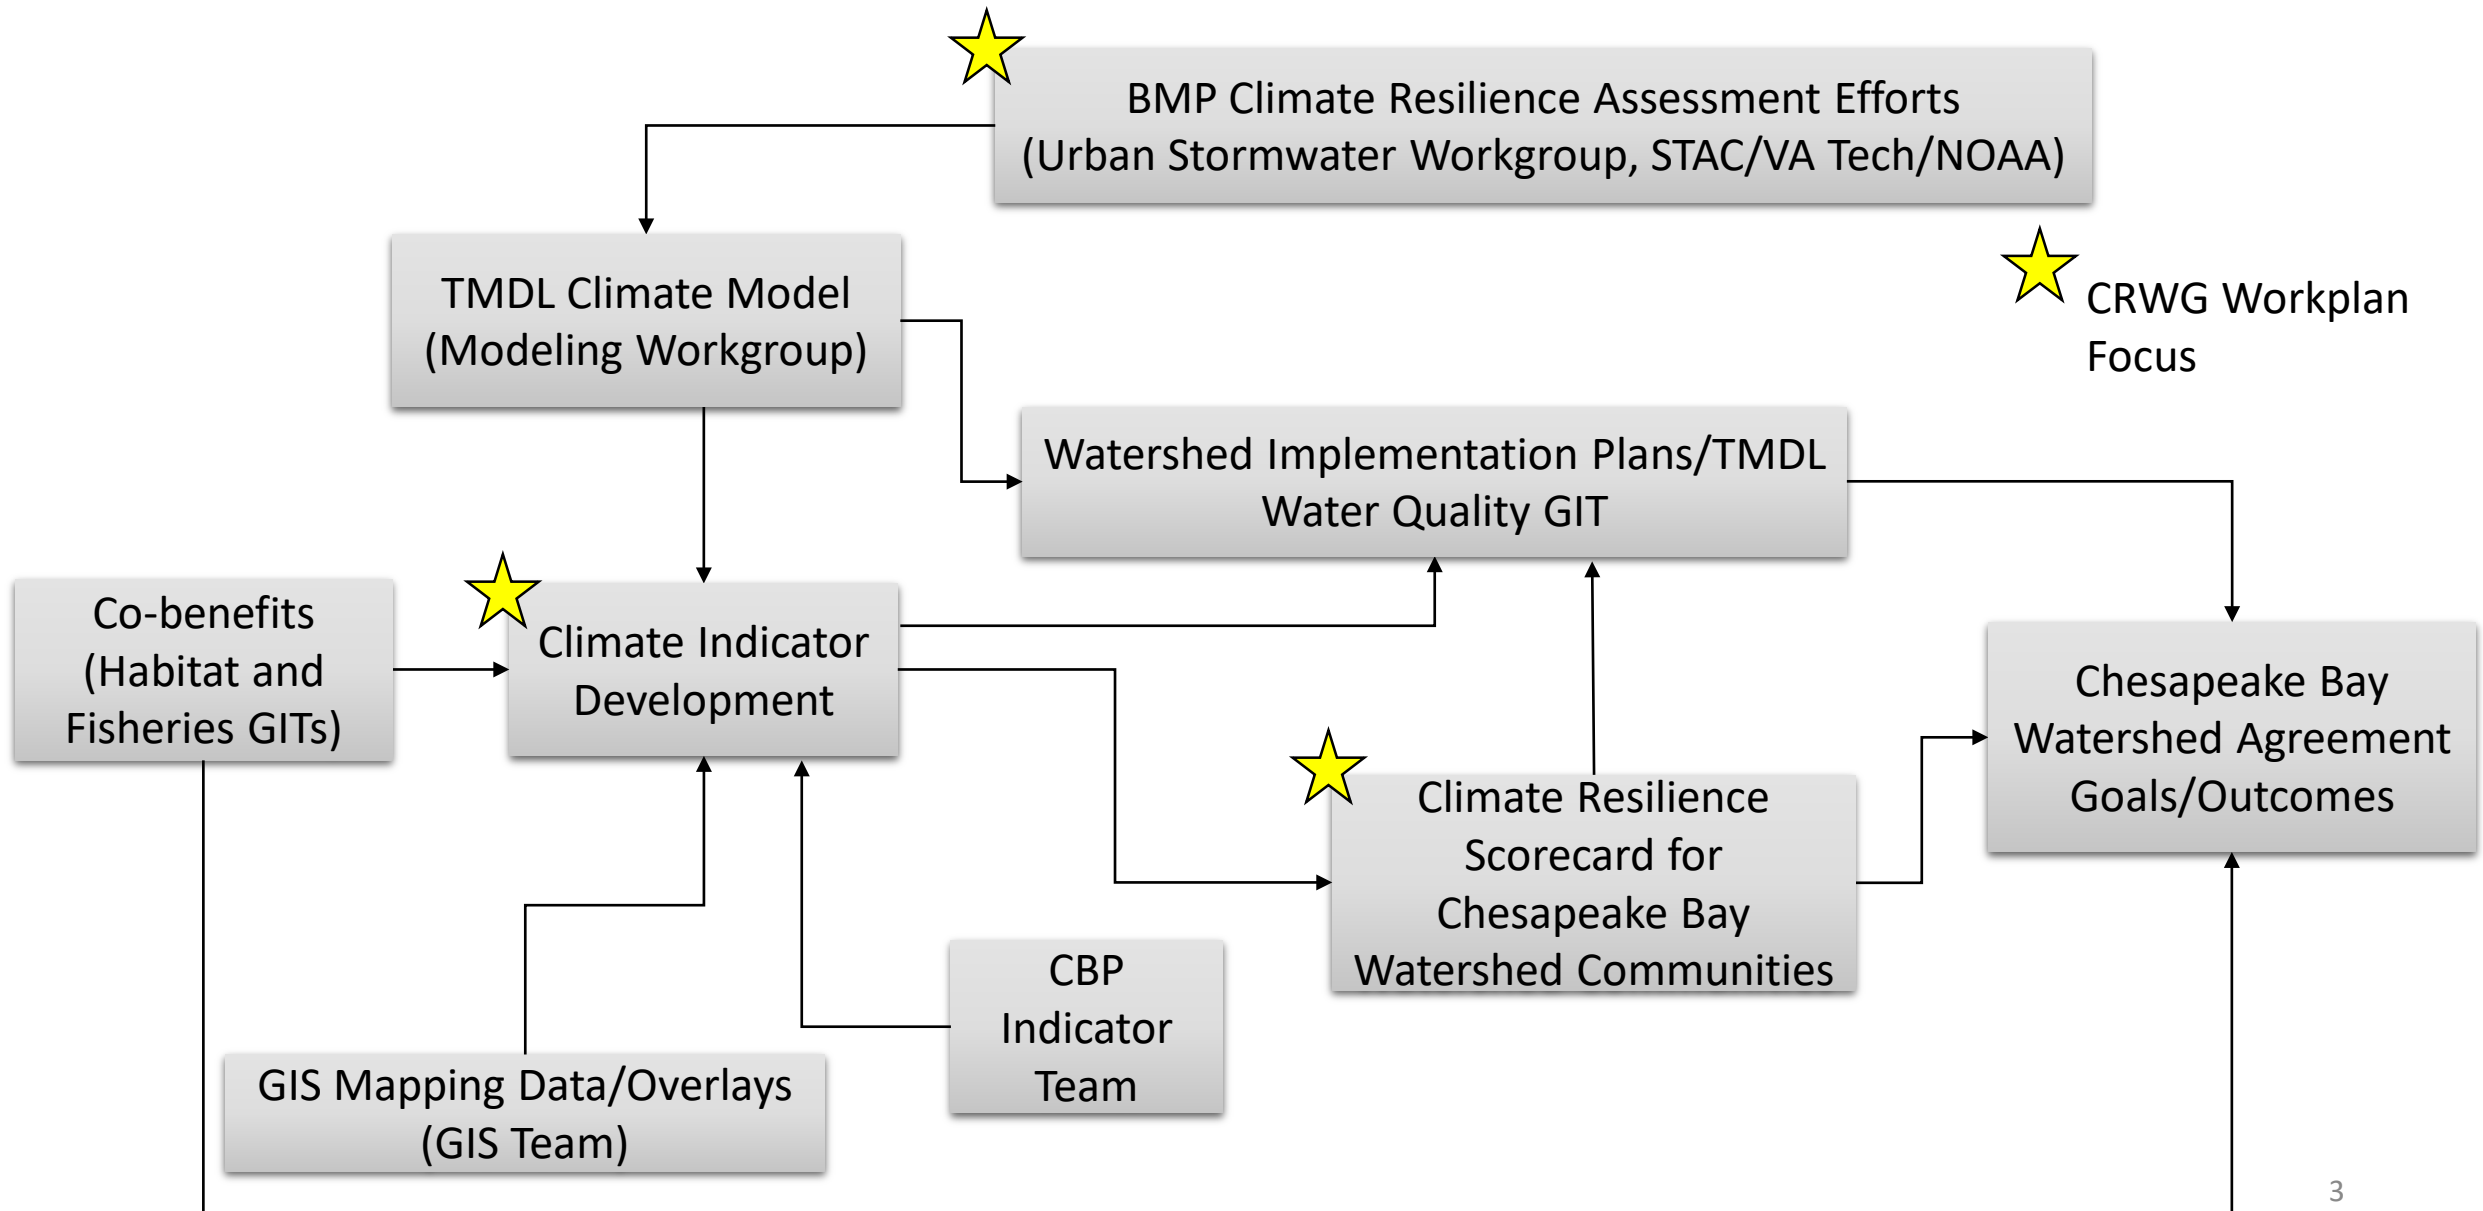 BMP Climate Resilience Assessment Efforts
(Urban Stormwater Workgroup, STAC/VA Tech/NOAA)
TMDL Climate Model
(Modeling Workgroup)
CRWG Workplan
Focus
Watershed Implementation Plans/TMDL
Water Quality GIT
Co-benefits
(Habitat and
Fisheries GITs)
Climate Indicator
Development
Chesapeake Bay
Watershed Agreement
Goals/Outcomes
Climate Resilience
Scorecard for
Chesapeake Bay
Watershed Communities
CBP
Indicator
Team
GIS Mapping Data/Overlays
(GIS Team)
3